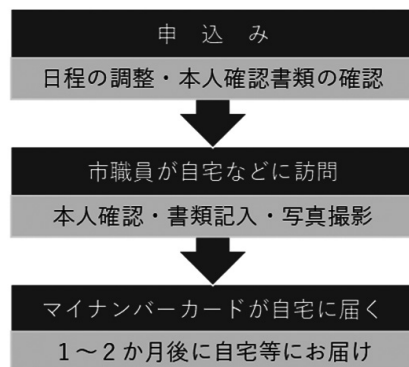 申込み
日程の調整・本人確認書類の確認
市職員が自宅などに訪問
本人確認・書類記入・写真撮影
マイナンバーカードが自宅に届く
1～2か月後に自宅等にお届け